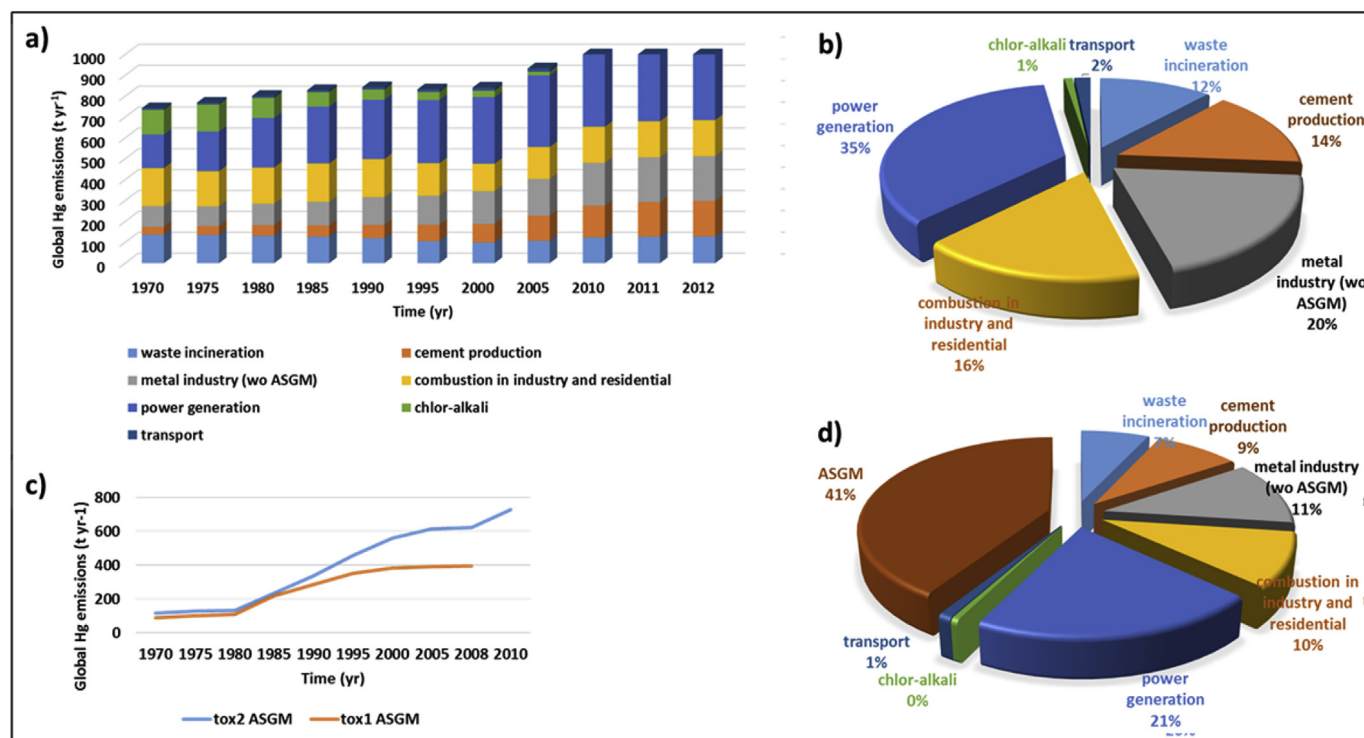 a)
Global Hg emissions (t yr-1)
1000
900
800
700
600
500
400
300
200
100
0
1970 1975 1980 1985 1990 1995 2000 2005 2010 2011 2012
Time (yr)
waste incineration
cement production
metal industry (wo ASGM)
combustion in industry and residential
power generation
chlor-alkali
transport
b)
chlor-alkali
1%
transport
2%
waste
incineration
12%
cement
production
14%
power
generation
35%
metal
industry (wo
ASGM)
20%
combustion in
industry and
residential
16%
c)
Global Hg emissions (t yr-1)
800
600
400
200
0
1970 1975 1980 1985 1990 1995 2000 2005 2008 2010
Time (yr)
tox2 ASGM
tox1 ASGM
d)
waste
incineration
7%
cement
production
9%
ASGM
41%
metal industry
(wo ASGM)
11%
combustion in
industry and
residential
10%
transport
1%
chlor-alkali
0%
power
generation
21%